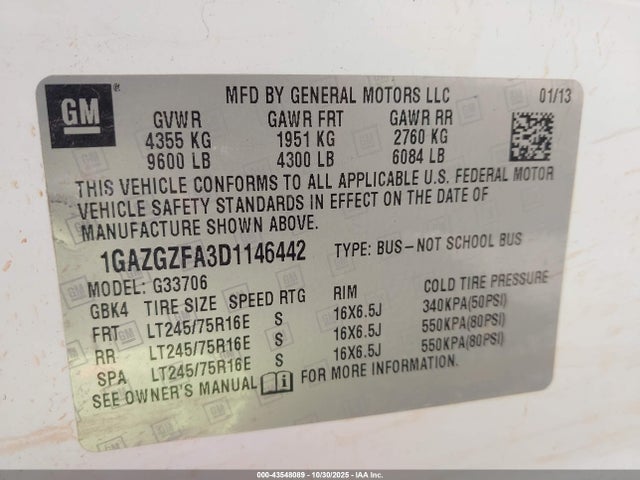 GM ®
MFD BY GENERAL MOTORS LLC 01/13
GVWR GAWR FRT GAWR RR
4355 KG 1951 KG 2760 KG
9600 LB 4300 LB 6084 LB
THIS VEHICLE CONFORMS TO ALL APPLICABLE U.S. FEDERAL MOTOR
VEHICLE SAFETY STANDARDS IN EFFECT ON THE DATE OF
MANUFACTURE SHOWN ABOVE.
1GAZGZFA3D1146442 TYPE: BUS-NOT SCHOOL BUS
MODEL: G33706
GBK4 TIRE SIZE SPEED RTG RIM COLD TIRE PRESSURE
FRT LT245/75R16E S 16X6.5J 340KPA(50PSI)
RR LT245/75R16E S 16X6.5J 550KPA(80PSI)
SPA LT245/75R16E S 16X6.5J 550KPA(80PSI)
SEE OWNER'S MANUAL FOR MORE INFORMATION.
000-43548089 - 10/30/2025 - IAA Inc.